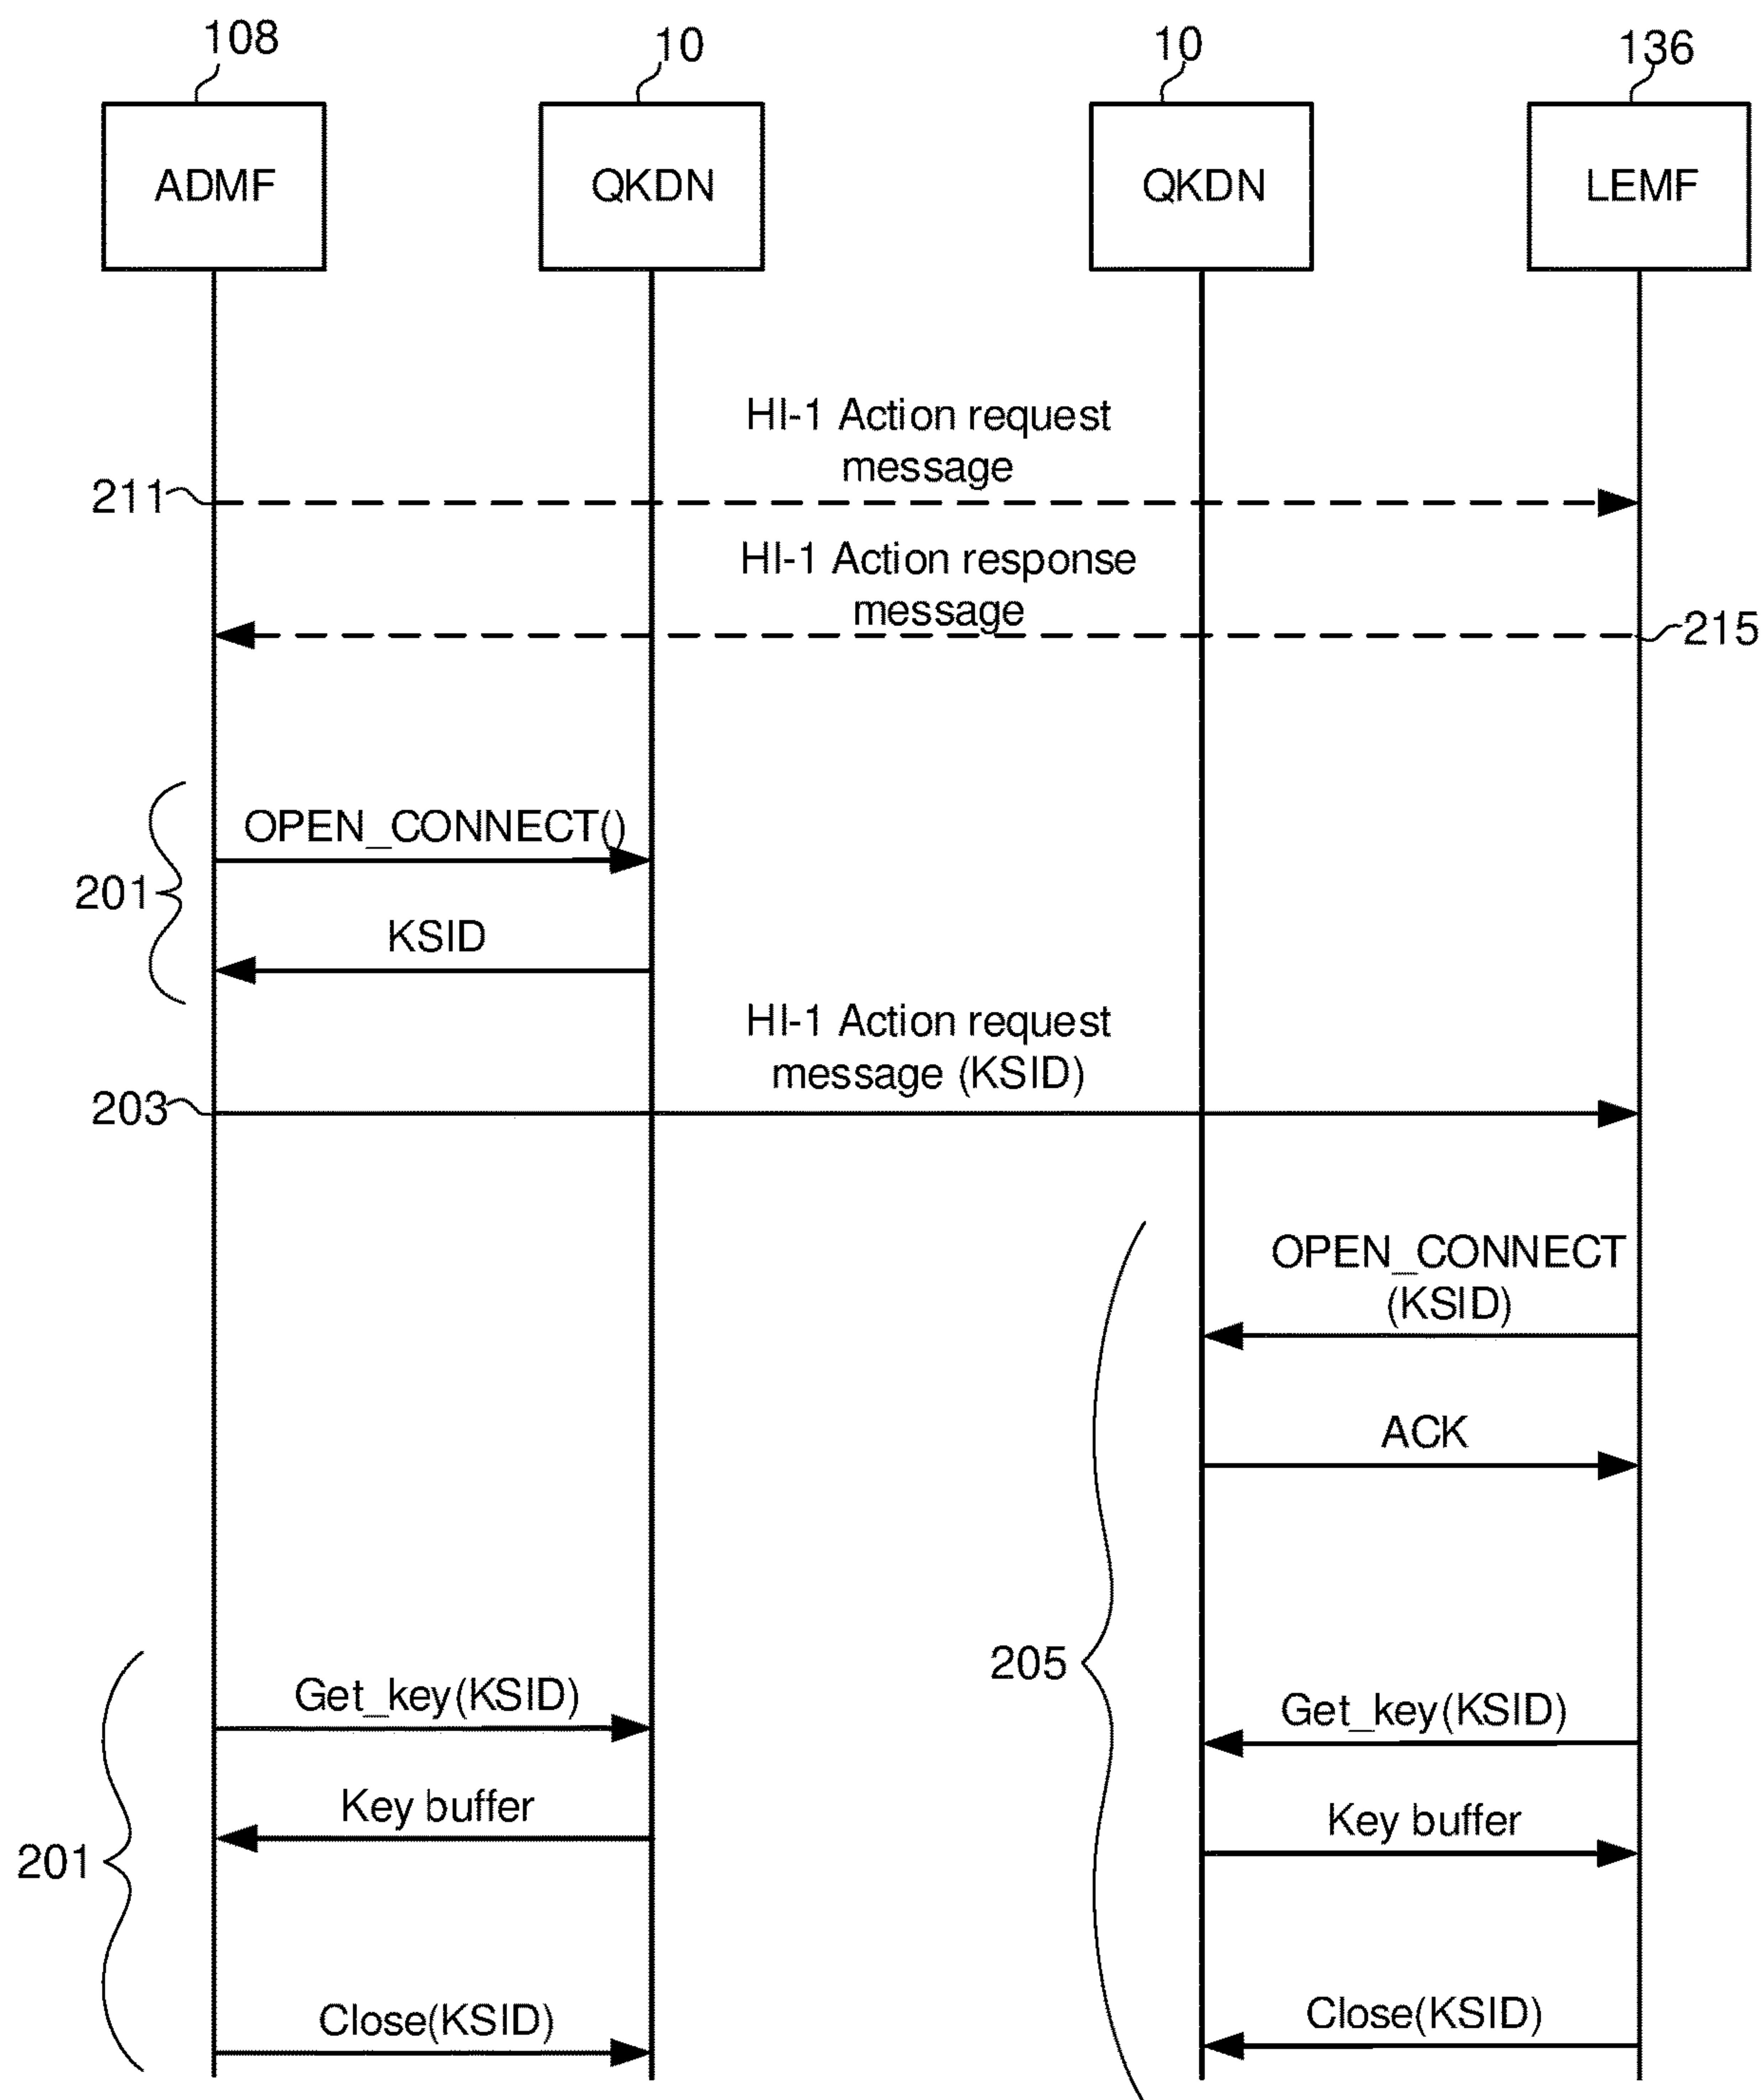 108
10
10
136
ADMF
QKDN
QKDN
LEMF
HI-1 Action request
message
211
HI-1 Action response
message
215
OPEN_CONNECT()
201
KSID
HI-1 Action request
message (KSID)
203
OPEN_CONNECT
(KSID)
ACK
205
Get_key(KSID)
Get_key(KSID)
Key buffer
Key buffer
201
Close(KSID)
Close(KSID)